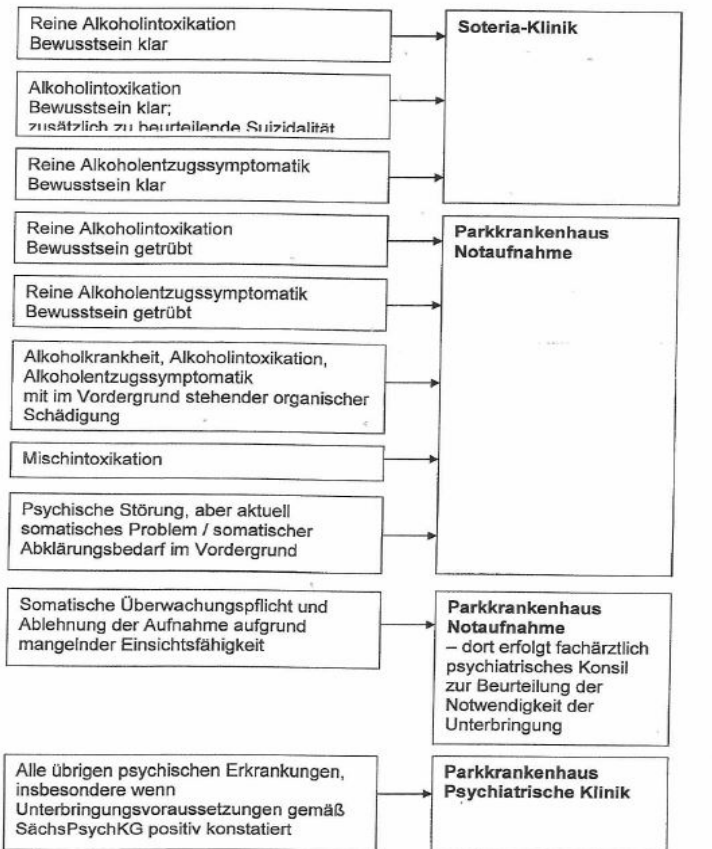 Reine Alkoholintoxikation
Bewusstsein klar
Soteria-Klinik
Alkoholintoxikation
Bewusstsein klar;
zusätzlich zu beurteilende Suizidalität
Reine Alkoholentzugssymptomatik
Bewusstsein klar
Reine Alkoholintoxikation
Bewusstsein getrübt
Parkkrankenhaus
Notaufnahme
Reine Alkoholentzugssymptomatik
Bewusstsein getrübt
Alkoholkrankheit, Alkoholintoxikation,
Alkoholentzugssymptomatik
mit im Vordergrund stehender organischer
Schädigung
Mischintoxikation
Psychische Störung, aber aktuell
somatisches Problem / somatischer
Abklärungsbedarf im Vordergrund
Somatische Überwachungspflicht und
Ablehnung der Aufnahme aufgrund
mangelnder Einsichtsfähigkeit
Parkkrankenhaus
Notaufnahme
– dort erfolgt fachärztlich
psychiatrisches Konsil
zur Beurteilung der
Notwendigkeit der
Unterbringung
Alle übrigen psychischen Erkrankungen,
insbesondere wenn
Unterbringungsvoraussetzungen gemäß
SächsPsychKG positiv konstatiert
Parkkrankenhaus
Psychiatrische Klinik